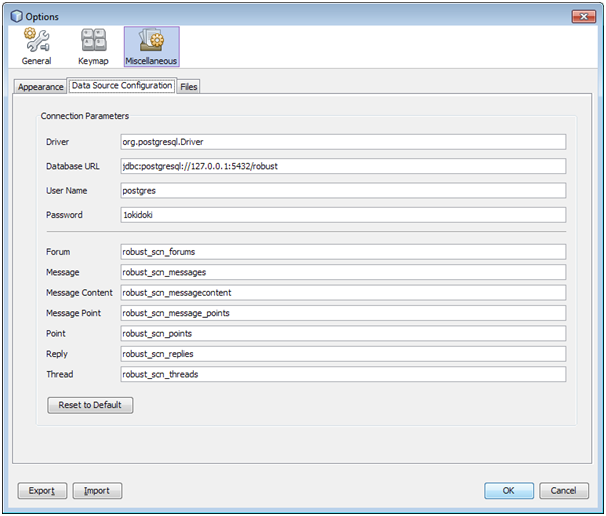 Options
General Keymap Miscellaneous
Appearance Data Source Configuration Files
Connection Parameters
Driver org.postgresql.Driver
Database URL jdbc:postgresql://127.0.0.1:5432/robust
User Name postgres
Password 1okidoki
Forum robust_scn_forums
Message robust_scn_messages
Message Content robust_scn_messagecontent
Message Point robust_scn_message_points
Point robust_scn_points
Reply robust_scn_replies
Thread robust_scn_threads
Reset to Default
Export Import OK Cancel